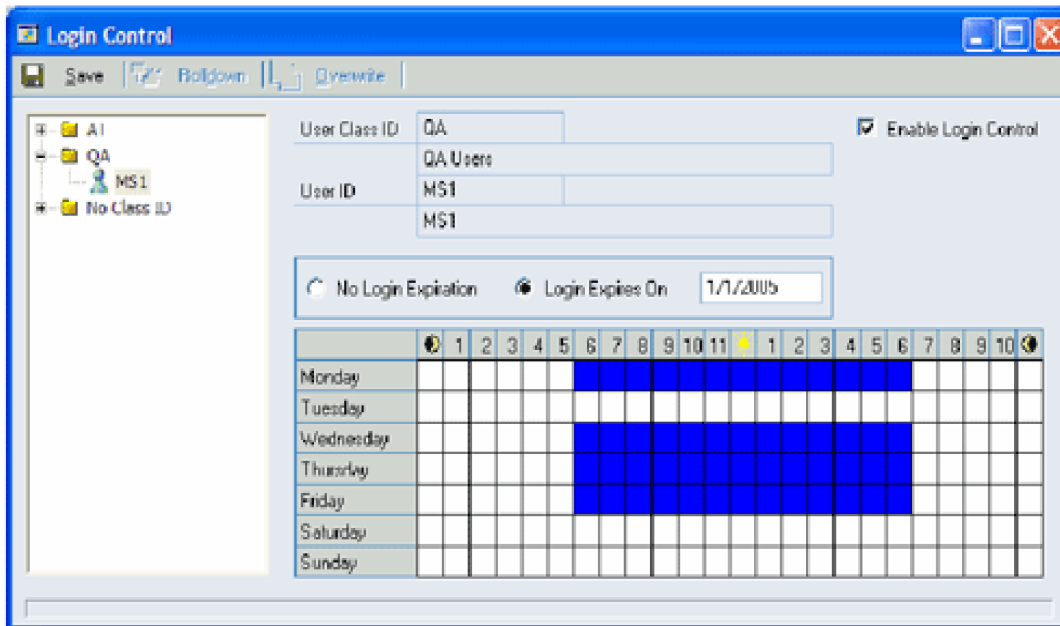 Login Control
Save Rolldown Overwrite
QA
MS1
No Class ID
User Class ID QA
QA Users
User ID MS1
MS1
Enable Login Control
No Login Expiration Login Expires On 1/1/2005
1 2 3 4 5 6 7 8 9 10 11 1 2 3 4 5 6 7 8 9 10
Monday
Tuesday
Wednesday
Thursday
Friday
Saturday
Sunday